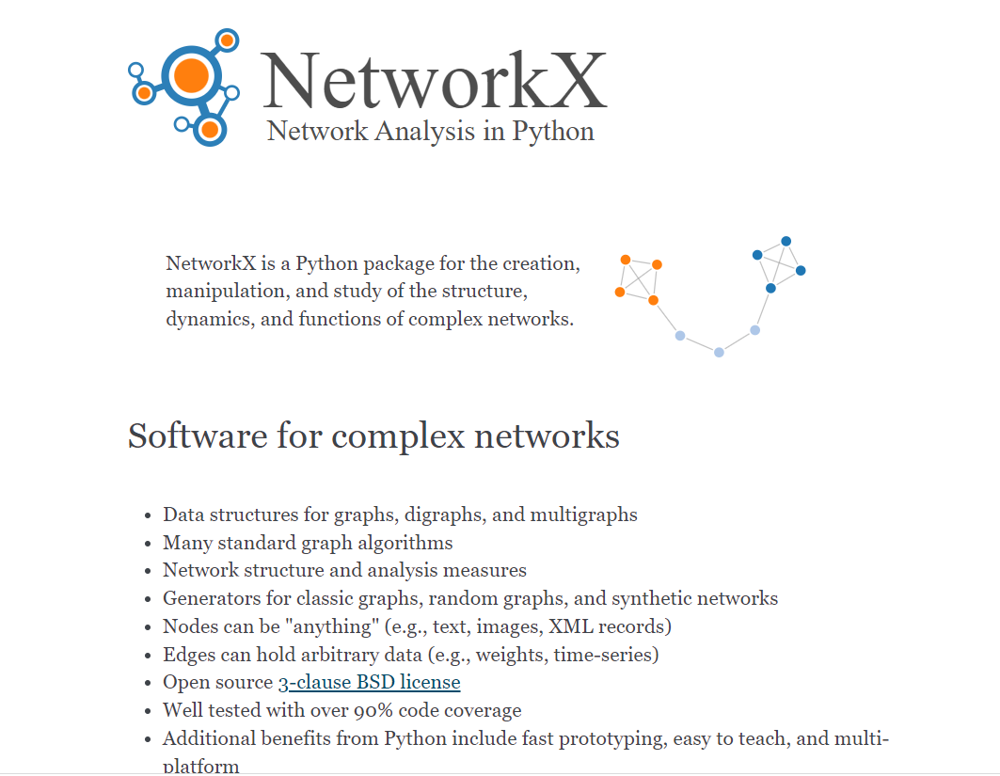 NetworkX
Network Analysis in Python
NetworkX is a Python package for the creation,
manipulation, and study of the structure,
dynamics, and functions of complex networks.
Software for complex networks
• Data structures for graphs, digraphs, and multigraphs
• Many standard graph algorithms
• Network structure and analysis measures
• Generators for classic graphs, random graphs, and synthetic networks
• Nodes can be "anything" (e.g., text, images, XML records)
• Edges can hold arbitrary data (e.g., weights, time-series)
• Open source 3-clause BSD license
• Well tested with over 90% code coverage
• Additional benefits from Python include fast prototyping, easy to teach, and multi-
platform